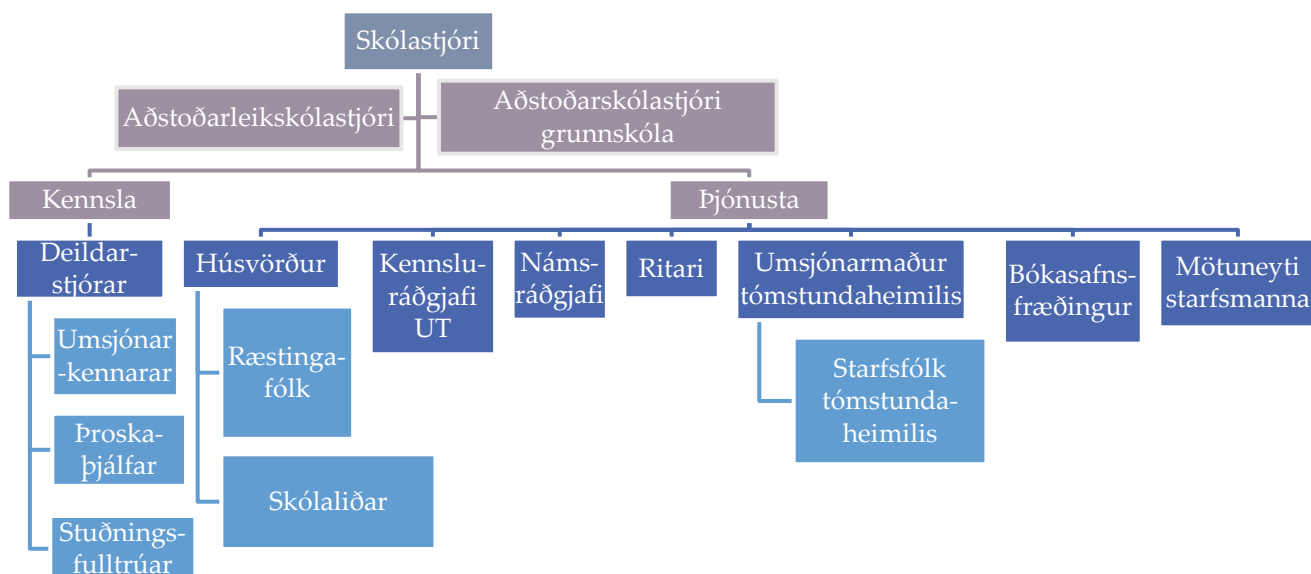 Skólastjóri
Aðstoðarleikskólastjóri
Aðstoðarskólastjóri
grunnskóla
Kennsla
Þjónusta
Deildar-
stjórar
Húsvörður
Kennslu-
ráðgjafi
UT
Náms-
ráðgjafi
Ritari
Umsjónarmaður
tómstundaheimilis
Bókasafns-
fræðingur
Mötuneyti
starfsmanna
Umsjónar
-kennarar
Þroska-
þjálfar
Stuðnings-
fulltrúar
Ræstinga-
fólk
Skólaliðar
Starfsfólk
tómstunda-
heimilis